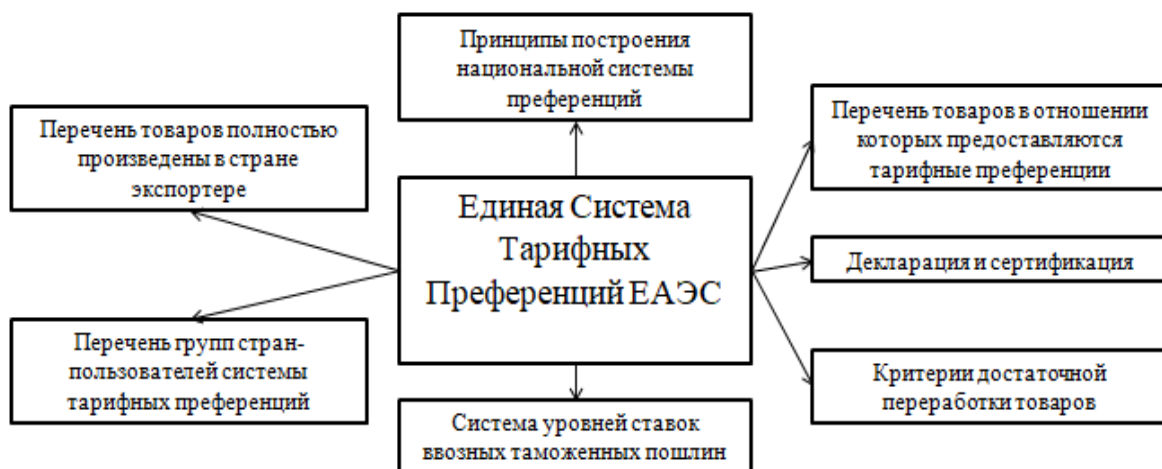 Принципы построения
национальной системы
преференций
Перечень товаров полностью
произведены в стране
экспортере
Перечень товаров в отношении
которых предоставляются
тарифные преференции
Единая Система
Тарифных
Преференций ЕАЭС
Декларация и сертификация
Перечень групп стран-
пользователей системы
тарифных преференций
Критерии достаточной
переработки товаров
Система уровней ставок
ввозных таможенных пошлин